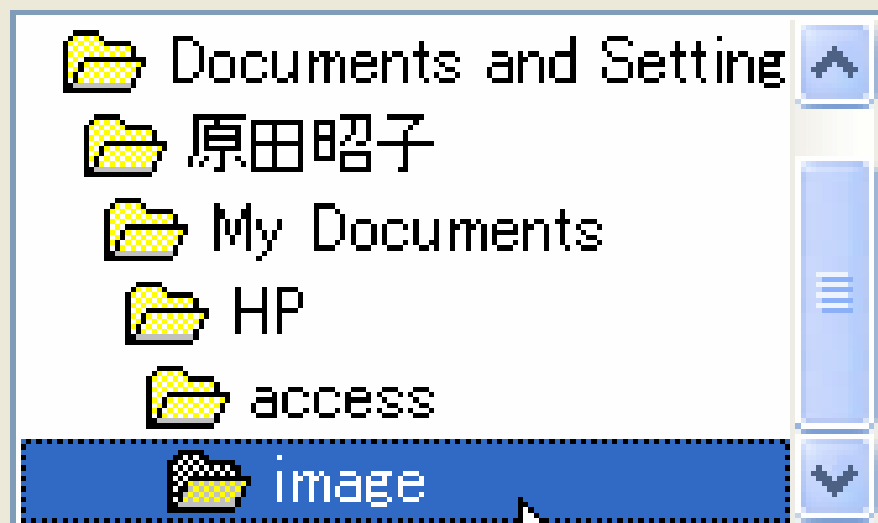 Documents and Setting
原田昭子
My Documents
HP
access
image